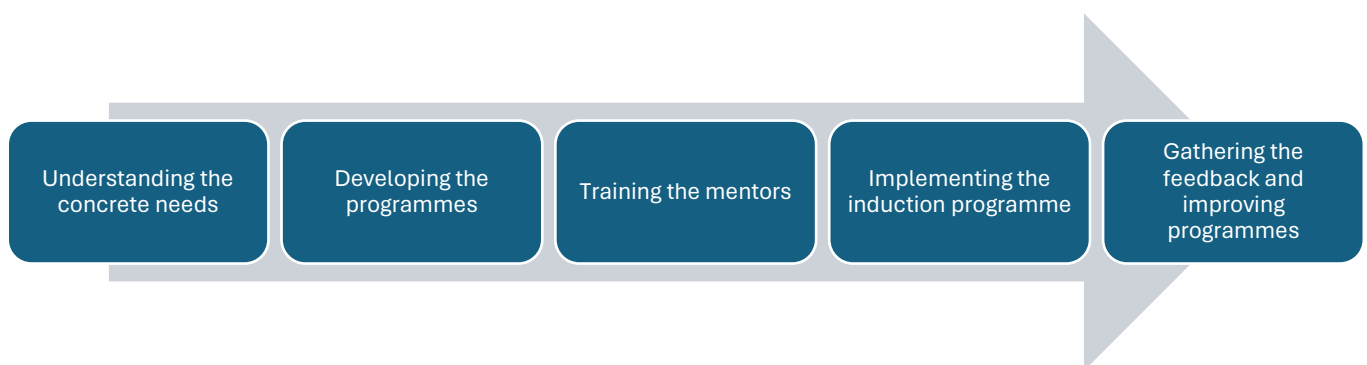 Understanding the
concrete needs
Developing the
programmes
Training the mentors
Implementing the
induction programme
Gathering the
feedback and
improving
programmes